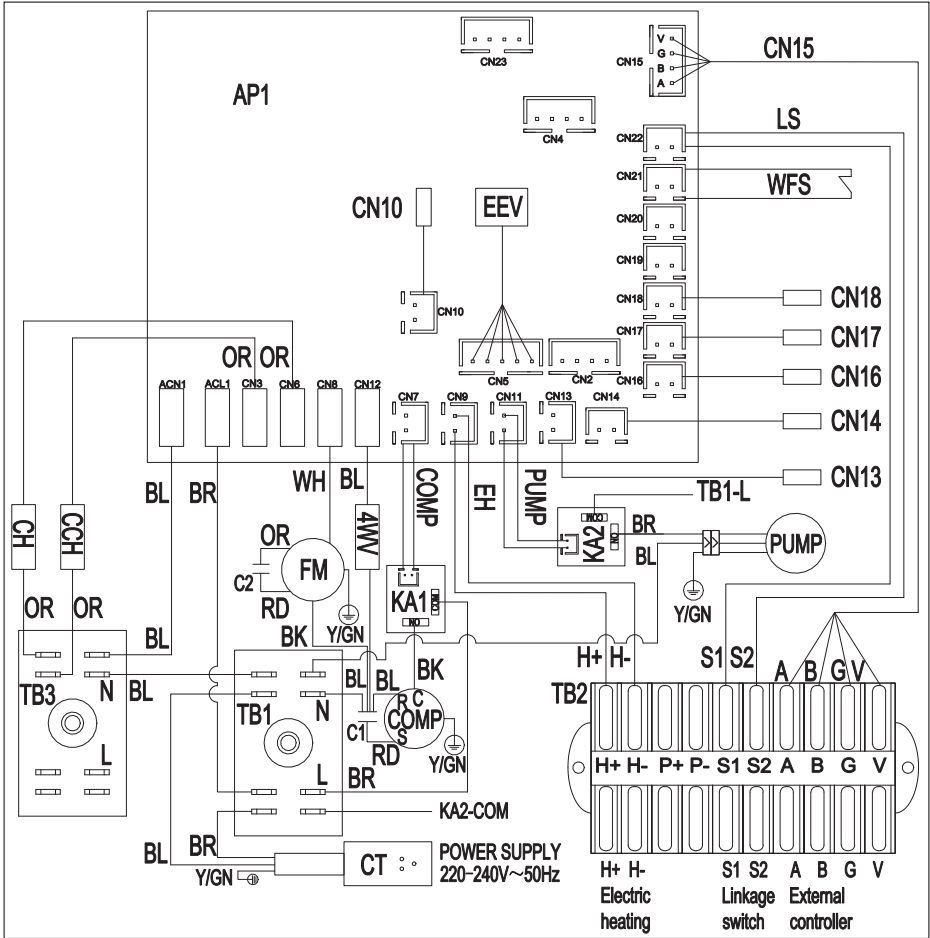 CN23
V
G
B
A
CN15
CN15
AP1
CN4
LS
CN22
CN21
WFS
CN10
EEV
CN20
CN19
CN10
CN18
CN18
CN17
CN17
CN5
CN2
CN16
CN16
OR OR
ACN1 ACL1 CN3 CN6 CN8 CN12
CN7 CN9 CN11 CN13 CN14
CN14
CN13
BL BR WH BL
COMP EH PUMP
TB1-L
CH CCH 4WV
COM
KA2
ON
BR
BL
PUMP
Y/GN
OR
C2
FM
RD
Y/GN
KA1
COM
NO
OR OR
BK
BL
TB3
N
BL
L
TB1
N
L
BL BL
C1
BK
R C
COMP
S
RD
Y/GN
BR
KA2-COM
BL BR
Y/GN
CT
POWER SUPPLY
220-240V~50Hz
H+ H- S1 S2 A B G V
TB2
H+ H- P+ P- S1 S2 A B G V
H+ H- S1 S2 A B G V
Electric
heating
Linkage
switch
External
controller